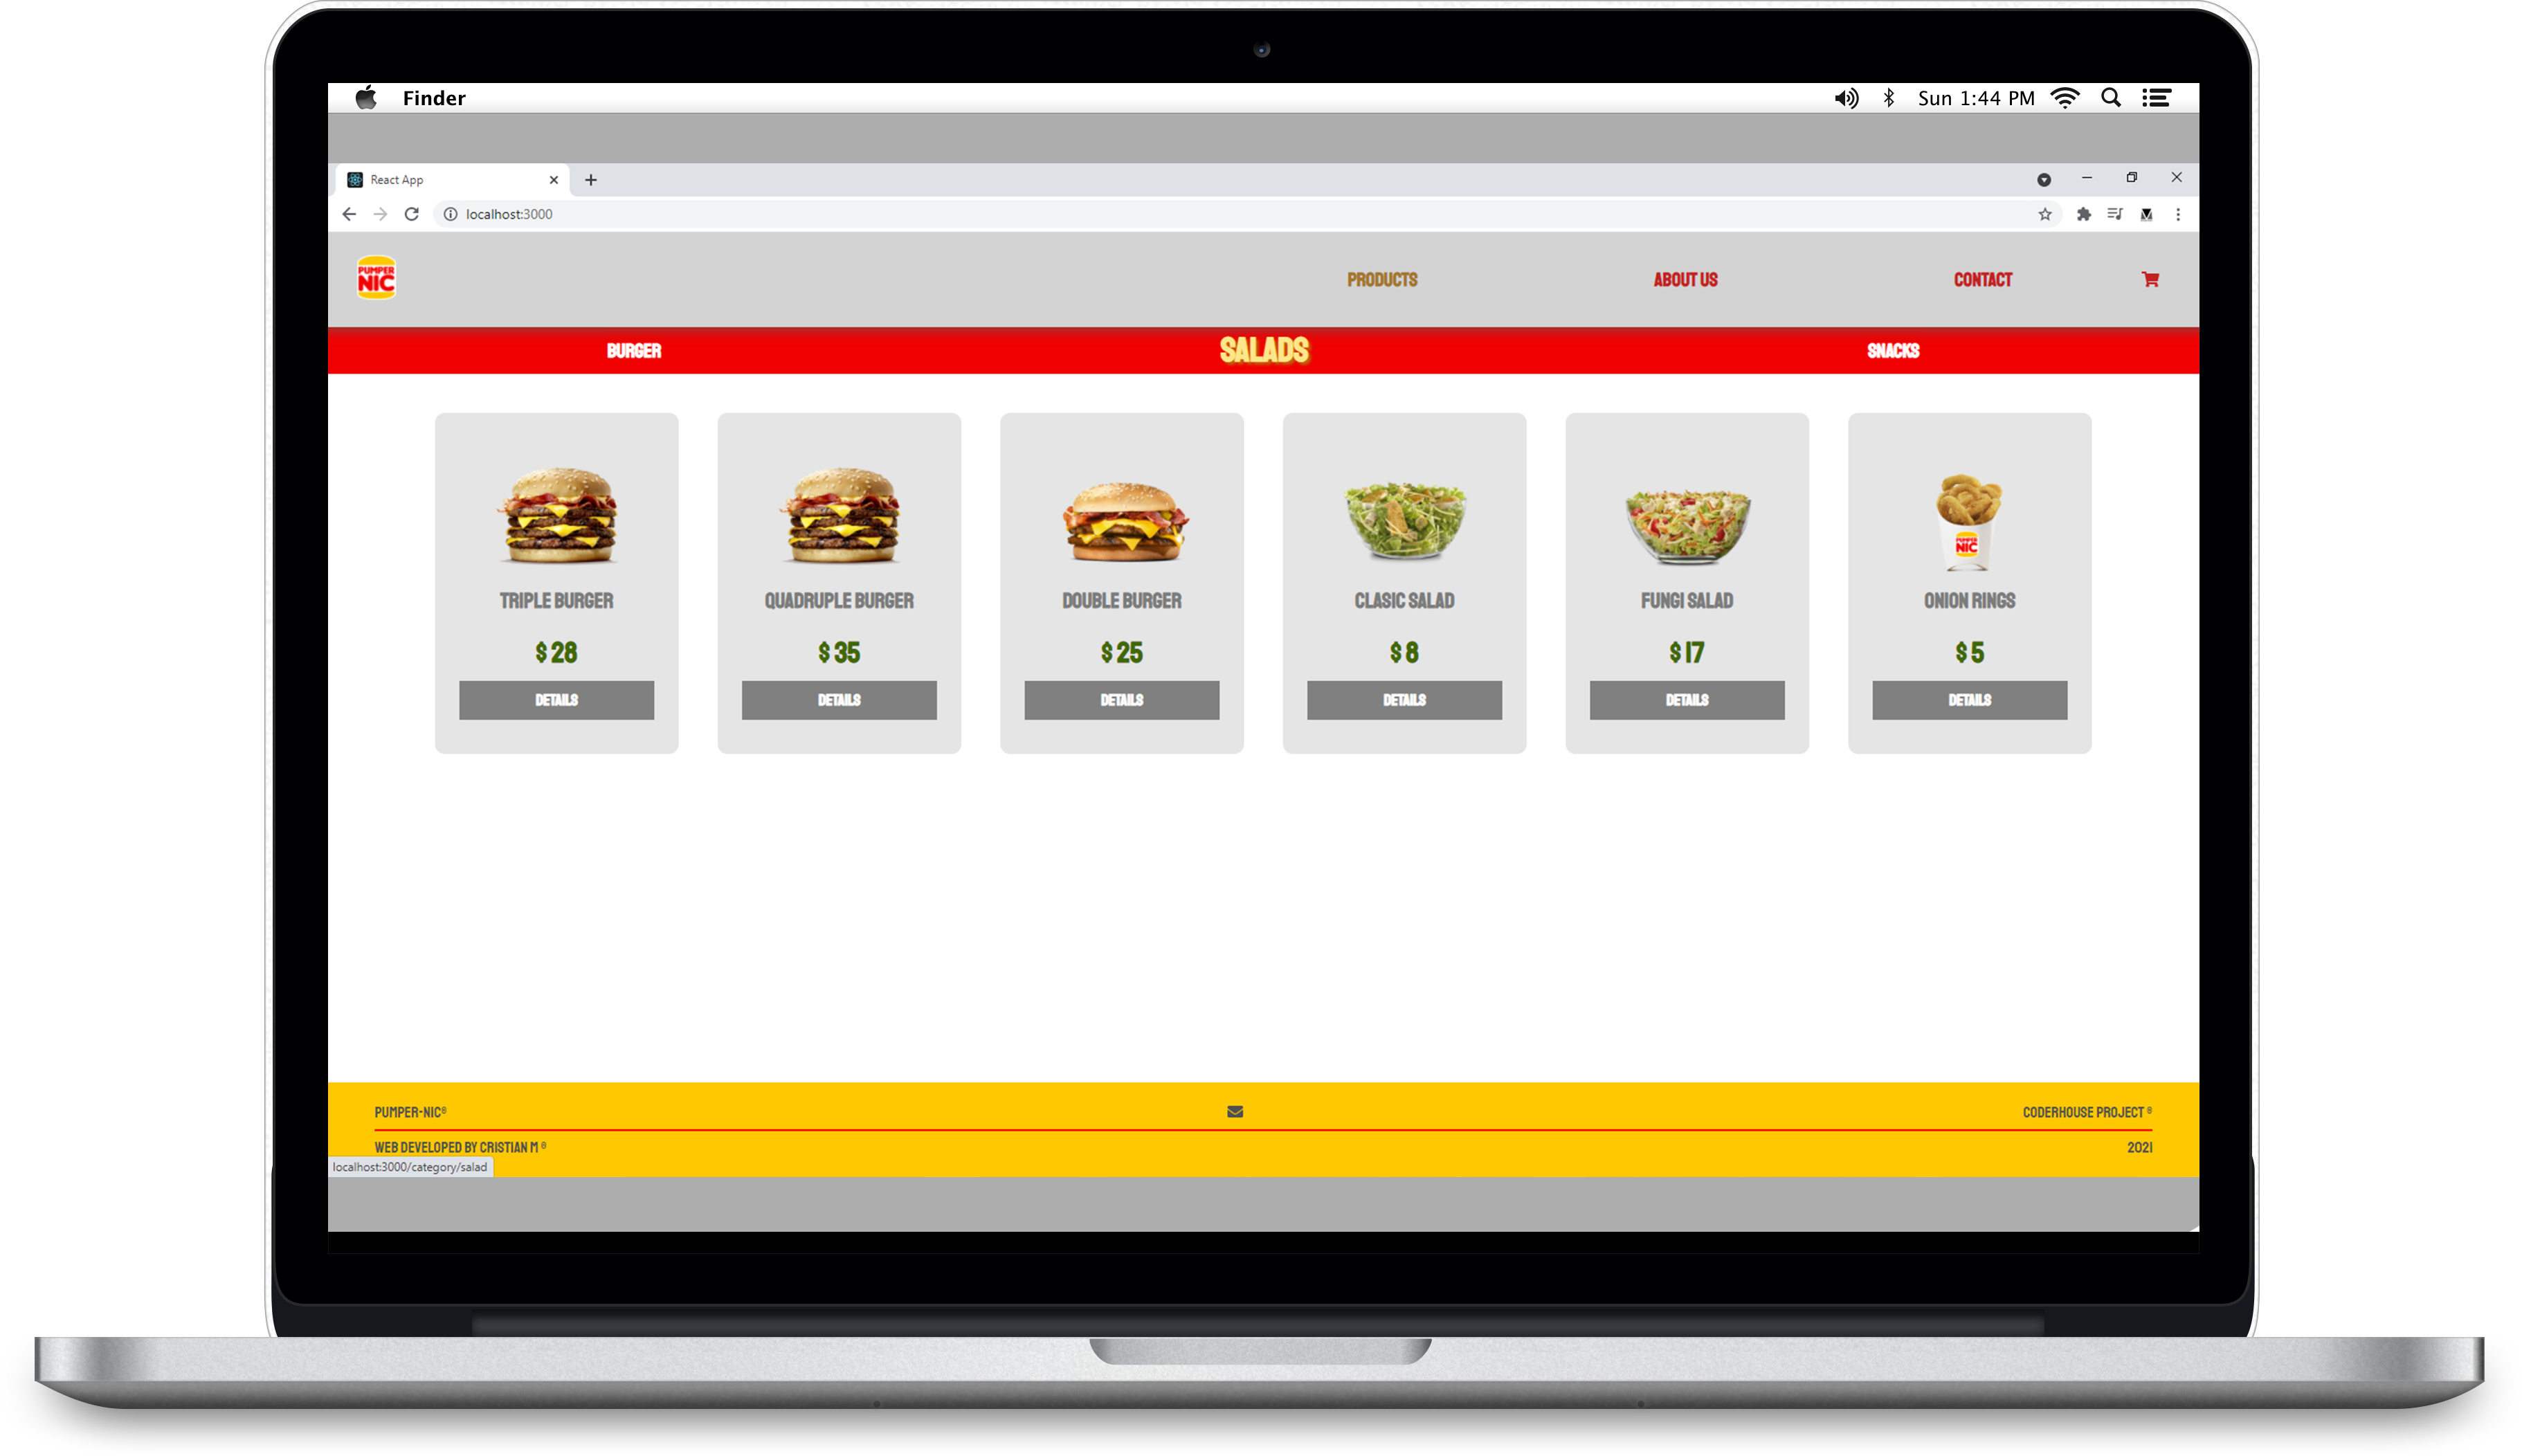 Finder
Sun 1:44 PM
React App
localhost:3000
PUMPER
NIC
PRODUCTS
ABOUT US
CONTACT
BURGER
SALADS
SNACKS
PUMPER
NIC
TRIPLE BURGER
QUADRUPLE BURGER
DOUBLE BURGER
CLASIC SALAD
FUNGI SALAD
ONION RINGS
$ 28
$ 35
$ 25
$ 8
$ 17
$ 5
DETAILS
DETAILS
DETAILS
DETAILS
DETAILS
DETAILS
PUMPER-NIC®
CODERHOUSE PROJECT ®
WEB DEVELOPED BY CRISTIAN M ®
2021
localhost:3000/category/salad